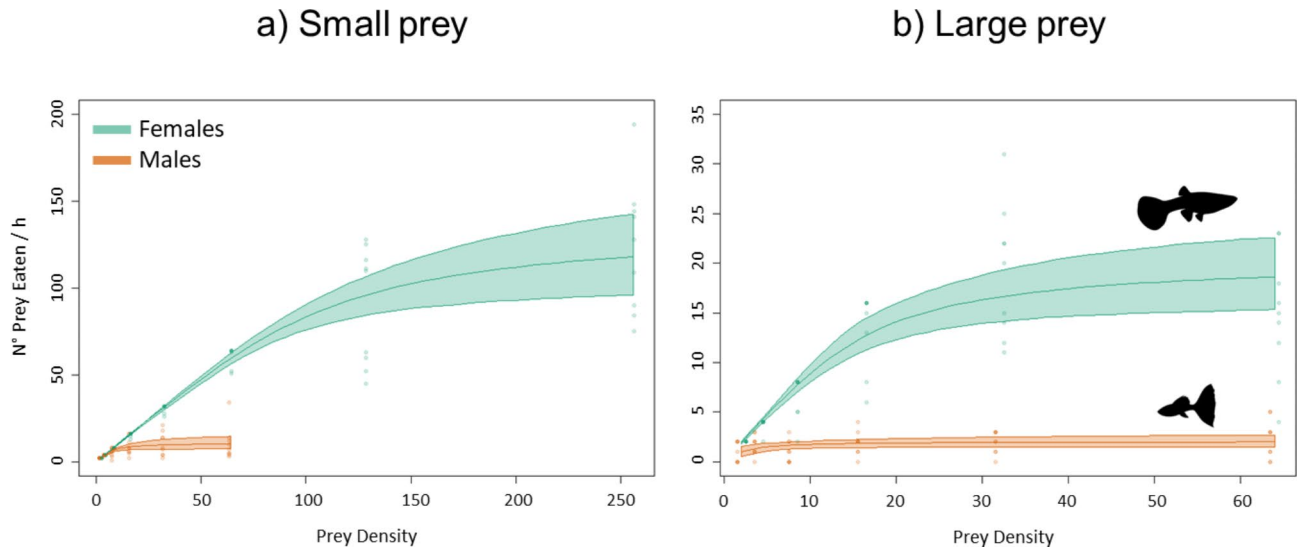 a) Small prey
b) Large prey
N° Prey Eaten / h
200
150
100
50
0
Females
Males
0 50 100 150 200 250
Prey Density
35
30
25
20
15
10
5
0
0 10 20 30 40 50 60
Prey Density